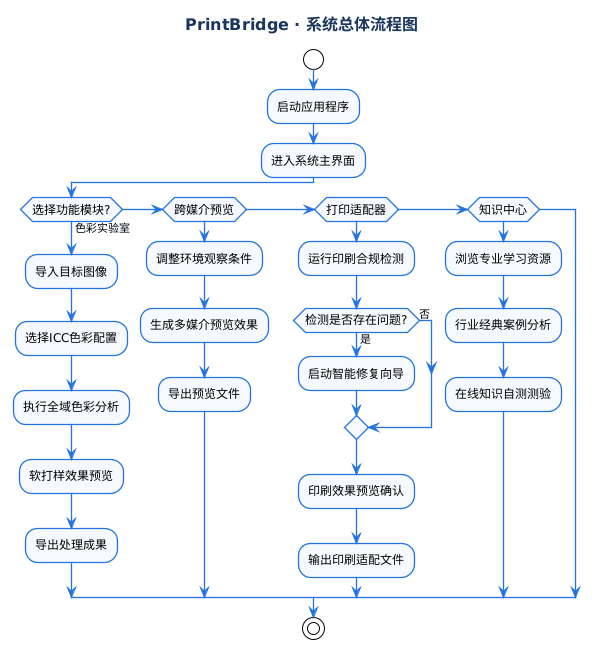 PrintBridge · 系统总体流程图
启动应用程序
进入系统主界面
选择功能模块?
色彩实验室
导入目标图像
选择ICC色彩配置
执行全域色彩分析
软打样效果预览
导出处理成果
跨媒介预览
调整环境观察条件
生成多媒介预览效果
导出预览文件
打印适配器
运行印刷合规检测
检测是否存在问题?
否
是
启动智能修复向导
印刷效果预览确认
输出印刷适配文件
知识中心
浏览专业学习资源
行业经典案例分析
在线知识自测测验